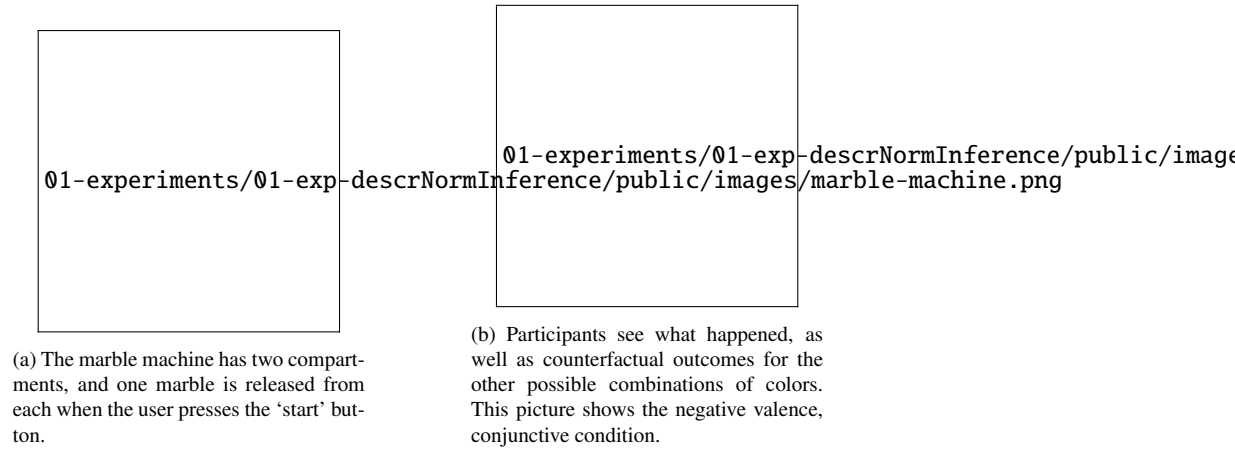 01-experiments/01-exp-descrNormInference/public/images/marble-machine.png
(a) The marble machine has two compart-
ments, and one marble is released from
each when the user presses the ‘start’ but-
ton.
01-experiments/01-exp-descrNormInference/public/image
(b) Participants see what happened, as
well as counterfactual outcomes for the
other possible combinations of colors.
This picture shows the negative valence,
conjunctive condition.